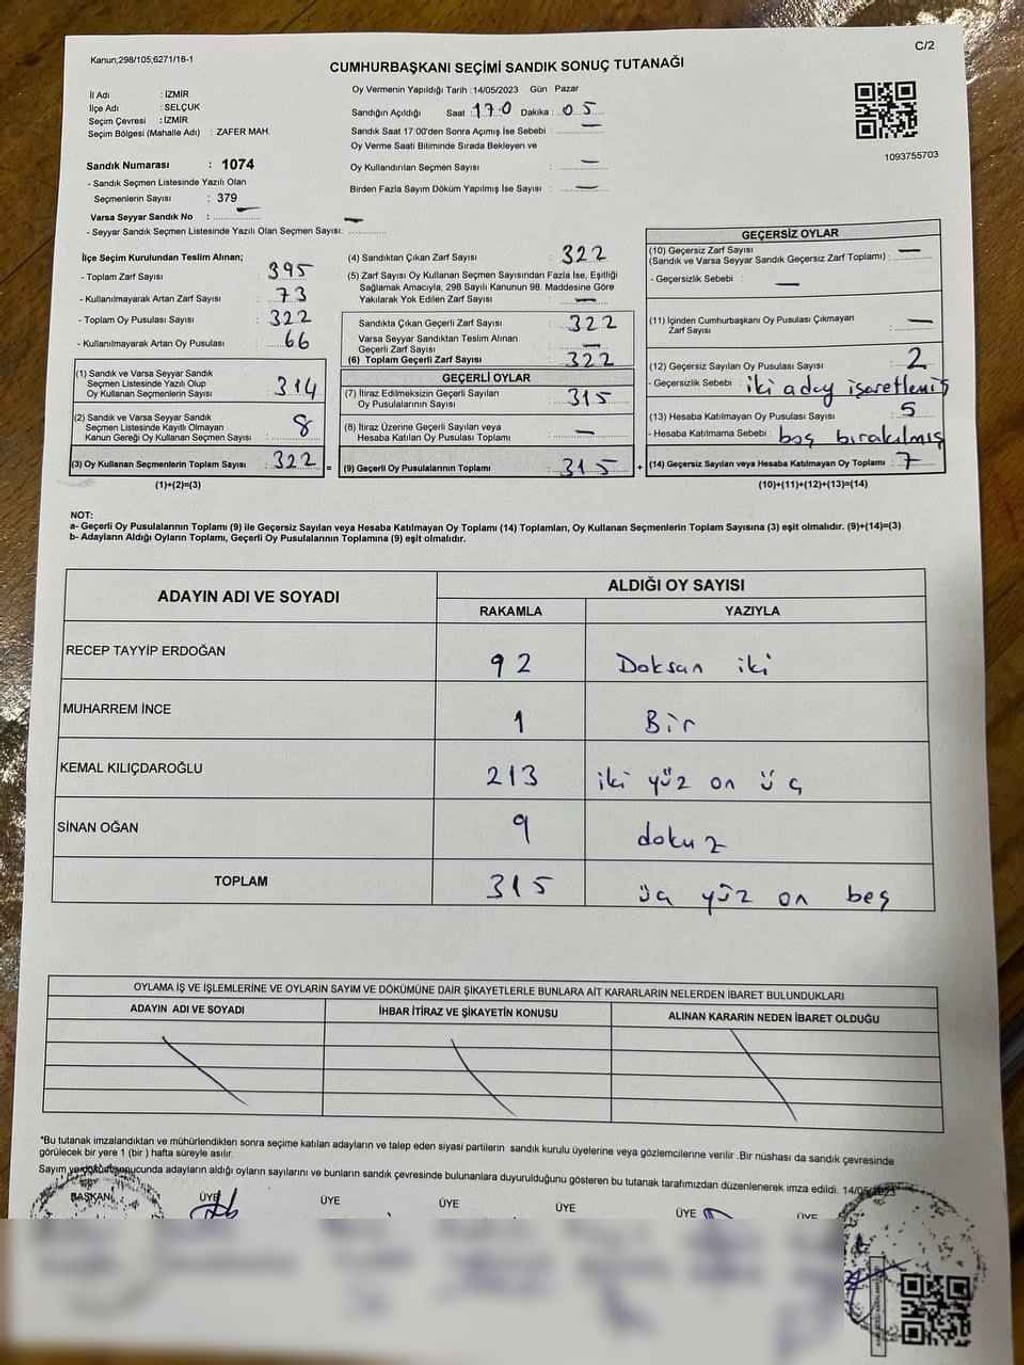 Kanun;298/105,6271/18-1
C/2
CUMHURBAŞKANI SEÇİMİ SANDIK SONUÇ TUTANAĞI
İl Adı : İZMİR
İlçe Adı : SELÇUK
Seçim Çevresi : İZMİR
Seçim Bölgesi (Mahalle Adı) : ZAFER MAH.
Sandık Numarası : 1074
- Sandık Seçmen Listesinde Yazılı Olan
Seçmenlerin Sayısı : 379
Varsa Seyyar Sandık No : —
- Seyyar Sandık Seçmen Listesinde Yazılı Olan Seçmen Sayısı: —
Oy Vermenin Yapıldığı Tarih :14/05/2023 Gün Pazar
Sandığın Açıldığı Saat : 17.0 Dakika : 05
Sandık Saat 17:00'den Sonra Açımış İse Sebebi : —
Oy Verme Saati Bitiminde Sırada Bekleyen ve
Oy Kullandırılan Seçmen Sayısı : —
Birden Fazla Sayım Döküm Yapılmış İse Sayısı : —
1093755703
İlçe Seçim Kurulundan Teslim Alınan;
- Toplam Zarf Sayısı : 395
- Kullanılmayarak Artan Zarf Sayısı : 73
- Toplam Oy Pusulası Sayısı : 322
- Kullanılmayarak Artan Oy Pusulası : 66
(1) Sandık ve Varsa Seyyar Sandık
Seçmen Listesinde Yazılı Olup
Oy Kullanan Seçmenlerin Sayısı : 314
(2) Sandık ve Varsa Seyyar Sandık
Seçmen Listesinde Kayıtlı Olmayan
Kanun Gereği Oy Kullanan Seçmen Sayısı : 8
(3) Oy Kullanan Seçmenlerin Toplam Sayısı : 322 =
(1)+(2)=(3)
(4) Sandıktan Çıkan Zarf Sayısı : 322
(5) Zarf Sayısı Oy Kullanan Seçmen Sayısından Fazla İse, Eşitliği
Sağlamak Amacıyla, 298 Sayılı Kanunun 98. Maddesine Göre
Yakılarak Yok Edilen Zarf Sayısı : —
Sandıkta Çıkan Geçerli Zarf Sayısı : 322
Varsa Seyyar Sandıktan Teslim Alınan
Geçerli Zarf Sayısı : —
(6) Toplam Geçerli Zarf Sayısı : 322
GEÇERLİ OYLAR
(7) İtiraz Edilmeksizin Geçerli Sayılan
Oy Pusulalarının Sayısı : 315
(8) İtiraz Üzerine Geçerli Sayılan veya
Hesaba Katılan Oy Pusulası Toplamı : —
(9) Geçerli Oy Pusulalarının Toplamı : 315 +
GEÇERSİZ OYLAR
(10) Geçersiz Zarf Sayısı
(Sandık ve Varsa Seyyar Sandık Geçersiz Zarf Toplamı) : —
- Geçersizlik Sebebi : —
(11) İçinden Cumhurbaşkanı Oy Pusulası Çıkmayan
Zarf Sayısı : —
(12) Geçersiz Sayılan Oy Pusulası Sayısı : 2
- Geçersizlik Sebebi : iki aday işaretlemiş
(13) Hesaba Katılmayan Oy Pusulası Sayısı : 5
- Hesaba Katılmama Sebebi : boş bırakılmış
(14) Geçersiz Sayılan veya Hesaba Katılmayan Oy Toplamı : 7
(10)+(11)+(12)+(13)=(14)
NOT:
a- Geçerli Oy Pusulalarının Toplamı (9) ile Geçersiz Sayılan veya Hesaba Katılmayan Oy Toplamı (14) Toplamları, Oy Kullanan Seçmenlerin Toplam Sayısına (3) eşit olmalıdır. (9)+(14)=(3)
b- Adayların Aldığı Oyların Toplamı, Geçerli Oy Pusulalarının Toplamına (9) eşit olmalıdır.
ADAYIN ADI VE SOYADI
ALDIĞI OY SAYISI
RAKAMLA YAZIYLA
RECEP TAYYİP ERDOĞAN 92 Doksan iki
MUHARREM İNCE 1 Bir
KEMAL KILIÇDAROĞLU 213 iki yüz on üç
SİNAN OĞAN 9 dokuz
TOPLAM 315 üç yüz on beş
OYLAMA İŞ VE İŞLEMLERİNE VE OYLARIN SAYIM VE DÖKÜMÜNE DAİR ŞİKAYETLERLE BUNLARA AİT KARARLARIN NELERDEN İBARET BULUNDUKLARI
ADAYIN ADI VE SOYADI İHBAR İTİRAZ VE ŞİKAYETİN KONUSU ALINAN KARARIN NEDEN İBARET OLDUĞU
*Bu tutanak imzalandıktan ve mühürlendikten sonra seçime katılan adayların ve talep eden siyasi partilerin sandık kurulu üyelerine veya gözlemcilerine verilir .Bir nüshası da sandık çevresinde
görülecek bir yere 1 (bir ) hafta süreyle asılır.
Sayım ve döküm sonucunda adayların aldığı oyların sayılarını ve bunların sandık çevresinde bulunanlara duyurulduğunu gösteren bu tutanak tarafımızdan düzenlenerek imza edildi. 14/05/2023
BAŞKAN ÜYE ÜYE ÜYE ÜYE ÜYE ÜYE